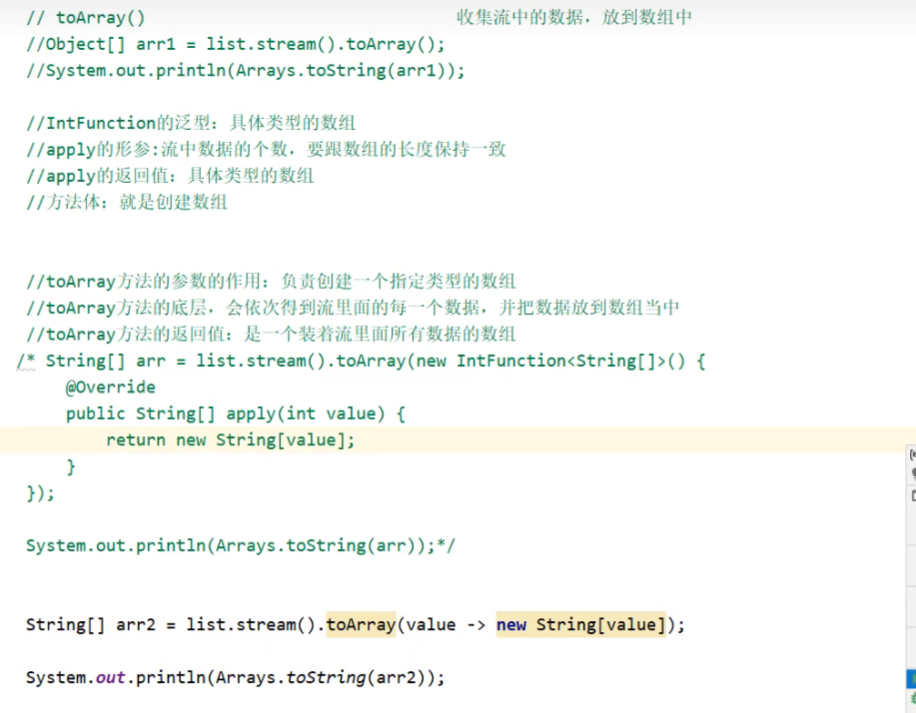 // toArray()                    收集流中的数据，放到数组中
//Object[] arr1 = list.stream().toArray();
//System.out.println(Arrays.toString(arr1));
//IntFunction的泛型：具体类型的数组
//apply的形参:流中数据的个数，要跟数组的长度保持一致
//apply的返回值：具体类型的数组
//方法体：就是创建数组
//toArray方法的参数的作用：负责创建一个指定类型的数组
//toArray方法的底层，会依次得到流里面的每一个数据，并把数据放到数组当中
//toArray方法的返回值：是一个装着流里面所有数据的数组
/* String[] arr = list.stream().toArray(new IntFunction<String[]>() {
    @Override
    public String[] apply(int value) {
        return new String[value];
    }
});
System.out.println(Arrays.toString(arr));*/
String[] arr2 = list.stream().toArray(value -> new String[value]);
System.out.println(Arrays.toString(arr2));